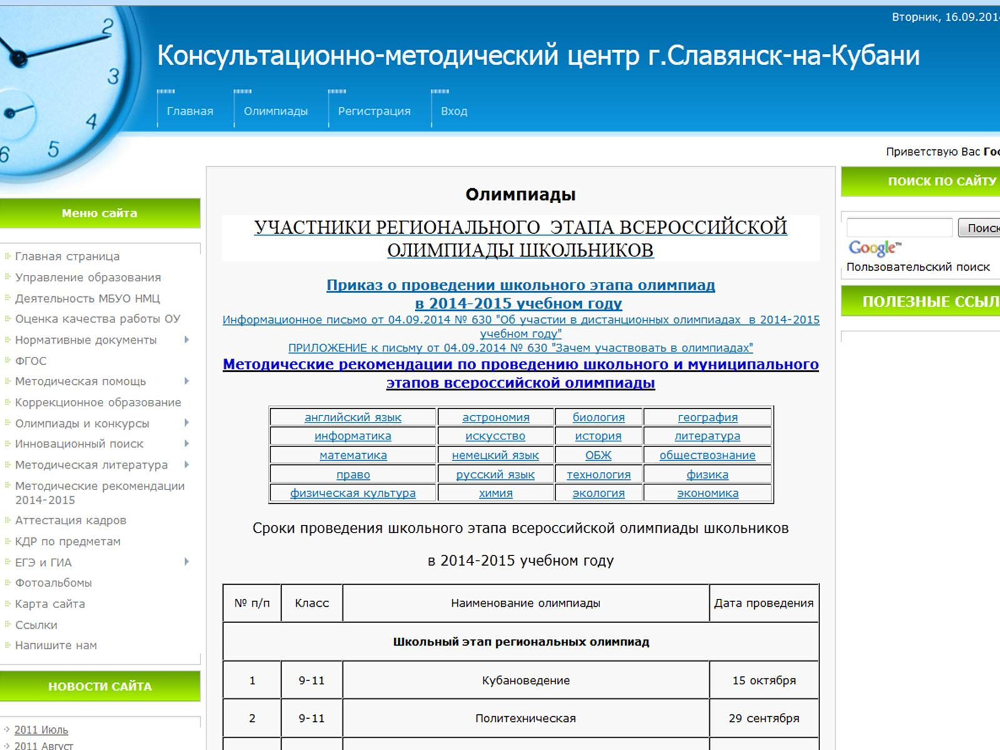 Вторник, 16.09.201
Консультационно-методический центр г.Славянск-на-Кубани
2
3
4
5
6
Главная
Олимпиады
Регистрация
Вход
Приветствую Вас
Меню сайта
Главная страница
Управление образования
Деятельность МБУО НМЦ
Оценка качества работы ОУ
Нормативные документы
ФГОС
Методическая помощь
Коррекционное образование
Олимпиады и конкурсы
Инновационный поиск
Методическая литература
Методические рекомендации
2014-2015
Аттестация кадров
КДР по предметам
ЕГЭ и ГИА
Фотоальбомы
Карта сайта
Ссылки
Напишите нам
НОВОСТИ САЙТА
2011 Июль
2011 Август
Олимпиады
УЧАСТНИКИ РЕГИОНАЛЬНОГО ЭТАПА ВСЕРОССИЙСКОЙ
ОЛИМПИАДЫ ШКОЛЬНИКОВ
Приказ о проведении школьного этапа олимпиад
в 2014-2015 учебном году
Информационное письмо от 04.09.2014 № 630 "Об участии в дистанционных олимпиадах в 2014-2015
учебном году"
ПРИЛОЖЕНИЕ к письму от 04.09.2014 № 630 "Зачем участвовать в олимпиадах"
Методические рекомендации по проведению школьного и муниципального
этапов всероссийской олимпиады
английский язык астрономия биология география
информатика искусство история литература
математика немецкий язык ОБЖ обществознание
право русский язык технология физика
физическая культура химия экология экономика
Сроки проведения школьного этапа всероссийской олимпиады школьников
в 2014-2015 учебном году
№ п/п Класс Наименование олимпиады Дата проведения
Школьный этап региональных олимпиад
1 9-11 Кубановедение 15 октября
2 9-11 Политехническая 29 сентября
ПОИСК ПО САЙТУ
Поиск
Google™
Пользовательский поиск
ПОЛЕЗНЫЕ ССЫЛ